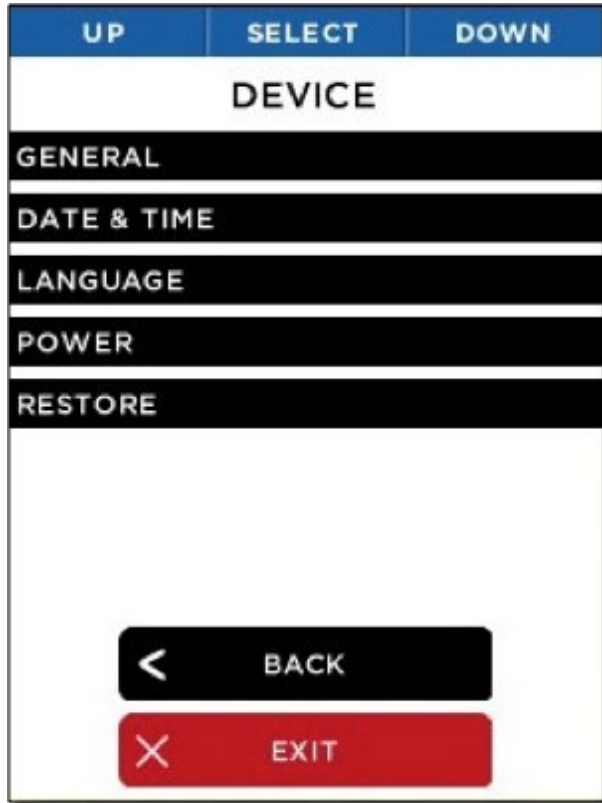 UP SELECT DOWN
DEVICE
GENERAL
DATE & TIME
LANGUAGE
POWER
RESTORE
< BACK
X EXIT